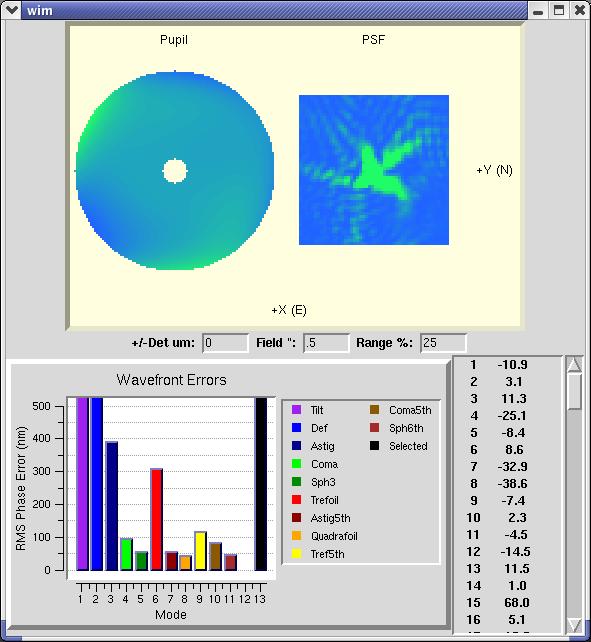 wim
Pupil
PSF
+Y (N)
+X (E)
+/-Det um: 0 Field ": .5 Range %: 25
Wavefront Errors
RMS Phase Error (nm)
500
400
300
200
100
0
1 2 3 4 5 6 7 8 9 10 11 12 13
Mode
Tilt
Def
Astig
Coma
Sph3
Trefoil
Astig5th
Quadrafoil
Tref5th
Coma5th
Sph6th
Selected
1 -10.9
2 3.1
3 11.3
4 -25.1
5 -8.4
6 8.6
7 -32.9
8 -38.6
9 -7.4
10 2.3
11 -4.5
12 -14.5
13 11.5
14 1.0
15 68.0
16 5.1